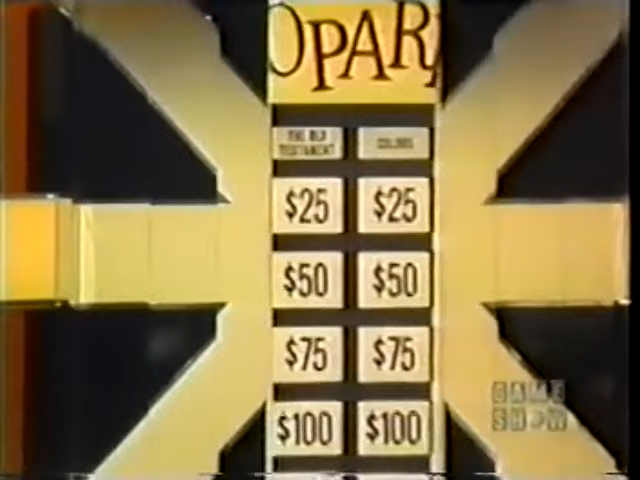 OPAR
THE OLD
TESTAMENT
COLORS
$25
$25
$50
$50
$75
$75
$100
$100
GAME
SHOW